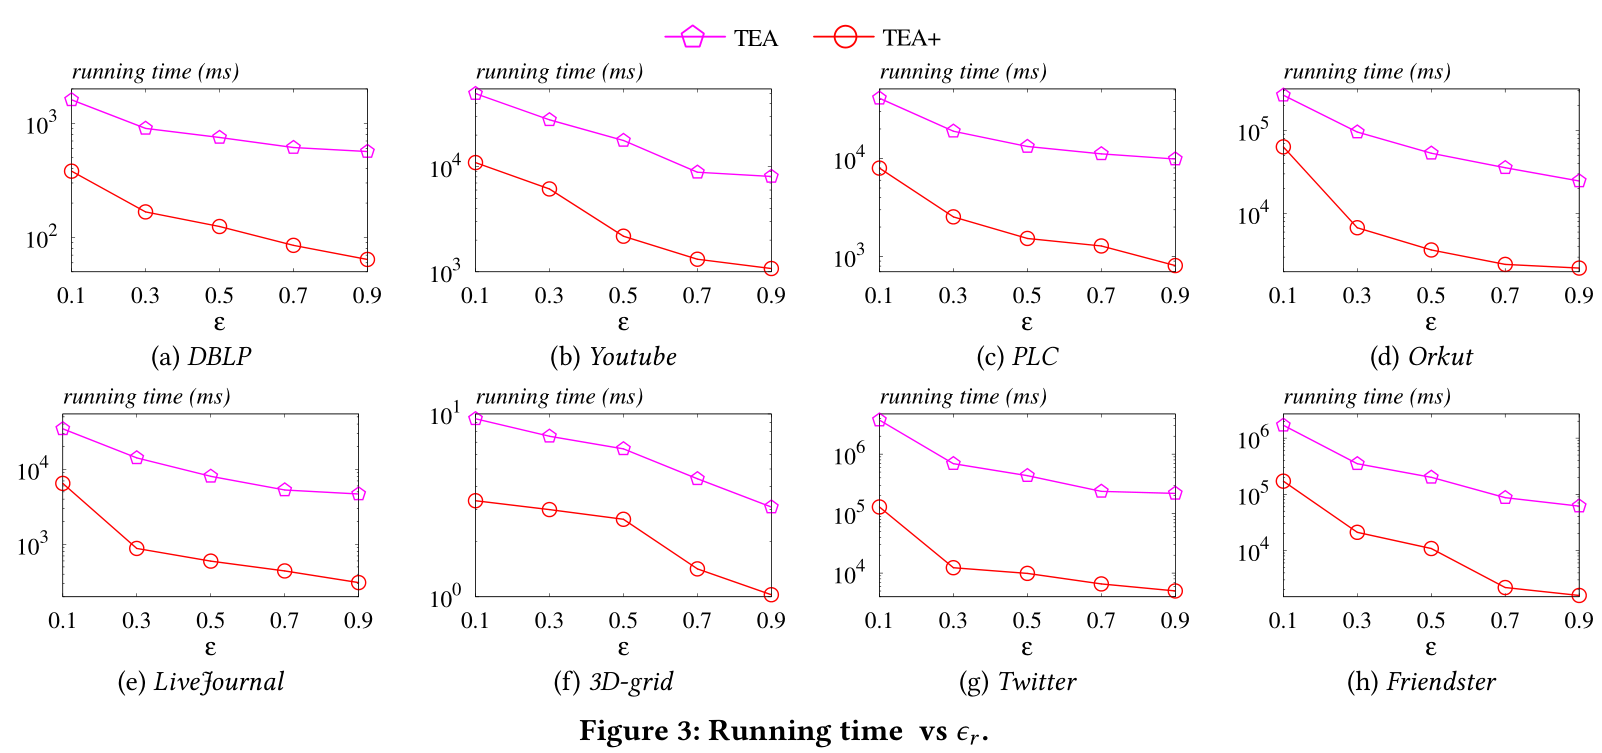 TEA TEA+
running time (ms) running time (ms) running time (ms) running time (ms)
10^3
10^2
0.1 0.3 0.5 0.7 0.9
ε
(a) DBLP
10^4
10^3
0.1 0.3 0.5 0.7 0.9
ε
(b) Youtube
10^4
10^3
0.1 0.3 0.5 0.7 0.9
ε
(c) PLC
10^5
10^4
0.1 0.3 0.5 0.7 0.9
ε
(d) Orkut
running time (ms) running time (ms) running time (ms) running time (ms)
10^4
10^3
0.1 0.3 0.5 0.7 0.9
ε
(e) LiveJournal
10^1
10^0
0.1 0.3 0.5 0.7 0.9
ε
(f) 3D-grid
10^6
10^5
10^4
0.1 0.3 0.5 0.7 0.9
ε
(g) Twitter
10^6
10^5
10^4
0.1 0.3 0.5 0.7 0.9
ε
(h) Friendster
Figure 3: Running time vs ϵ_r.